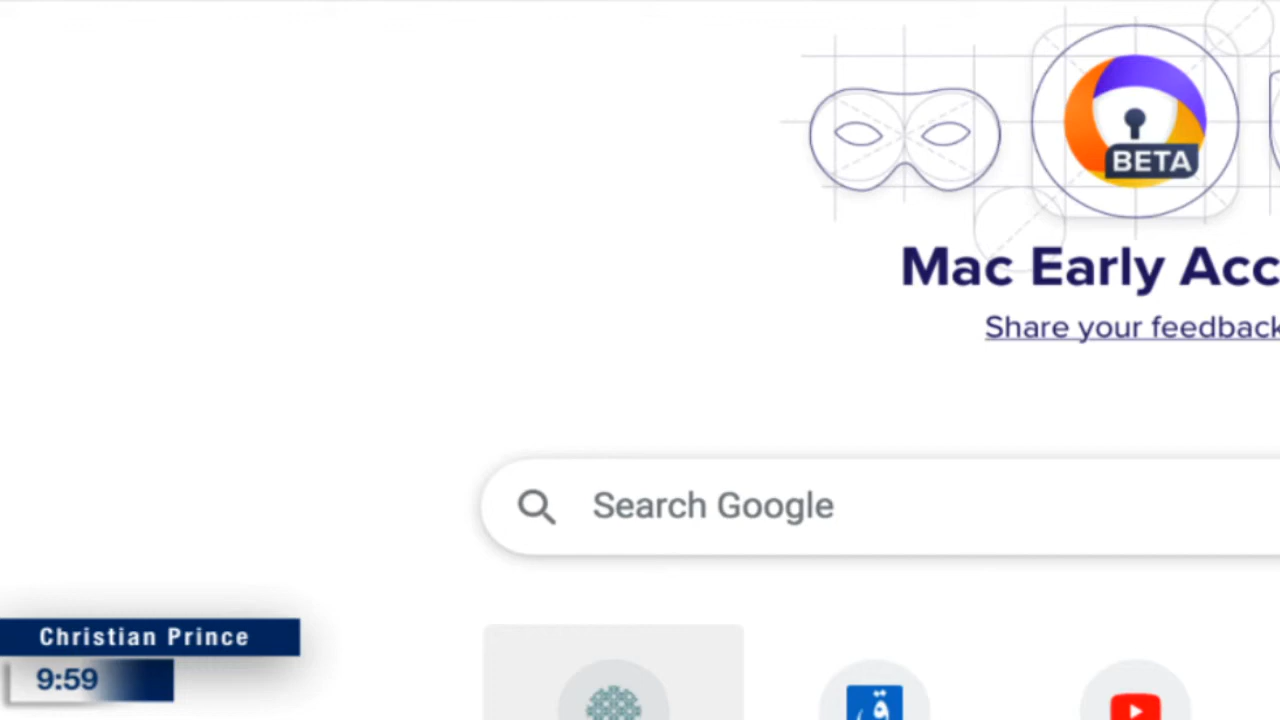 BETA
Mac Early Acc
Share your feedback
Search Google
Christian Prince
9:59
ق